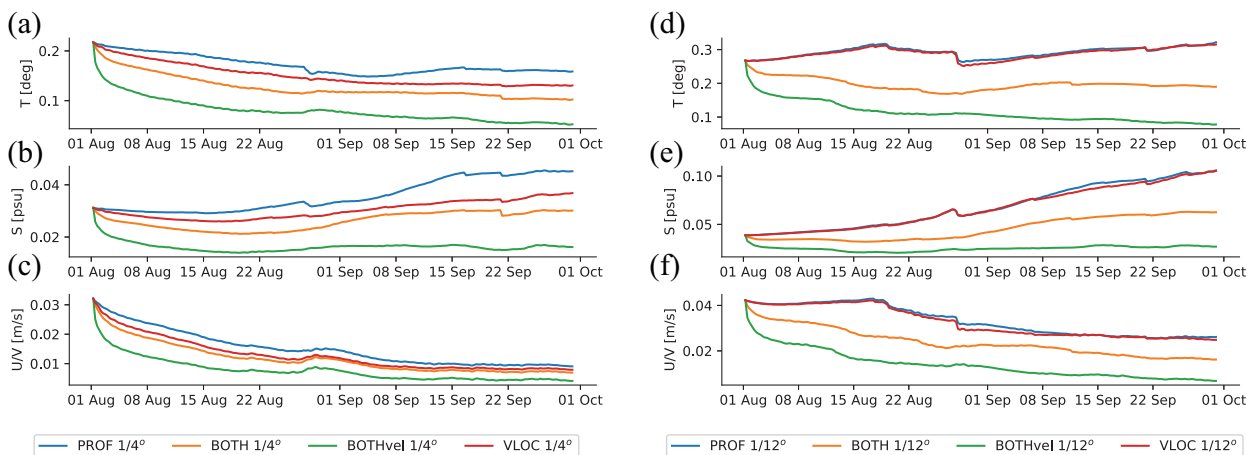 (a)
T [deg]
0.2
0.1
01 Aug 08 Aug 15 Aug 22 Aug 01 Sep 08 Sep 15 Sep 22 Sep 01 Oct
(b)
S [psu]
0.04
0.02
01 Aug 08 Aug 15 Aug 22 Aug 01 Sep 08 Sep 15 Sep 22 Sep 01 Oct
(c)
U/V [m/s]
0.03
0.02
0.01
01 Aug 08 Aug 15 Aug 22 Aug 01 Sep 08 Sep 15 Sep 22 Sep 01 Oct
PROF 1/4º BOTH 1/4º BOTHvel 1/4º VLOC 1/4º
(d)
T [deg]
0.3
0.2
0.1
01 Aug 08 Aug 15 Aug 22 Aug 01 Sep 08 Sep 15 Sep 22 Sep 01 Oct
(e)
S [psu]
0.10
0.05
01 Aug 08 Aug 15 Aug 22 Aug 01 Sep 08 Sep 15 Sep 22 Sep 01 Oct
(f)
U/V [m/s]
0.04
0.02
01 Aug 08 Aug 15 Aug 22 Aug 01 Sep 08 Sep 15 Sep 22 Sep 01 Oct
PROF 1/12º BOTH 1/12º BOTHvel 1/12º VLOC 1/12º